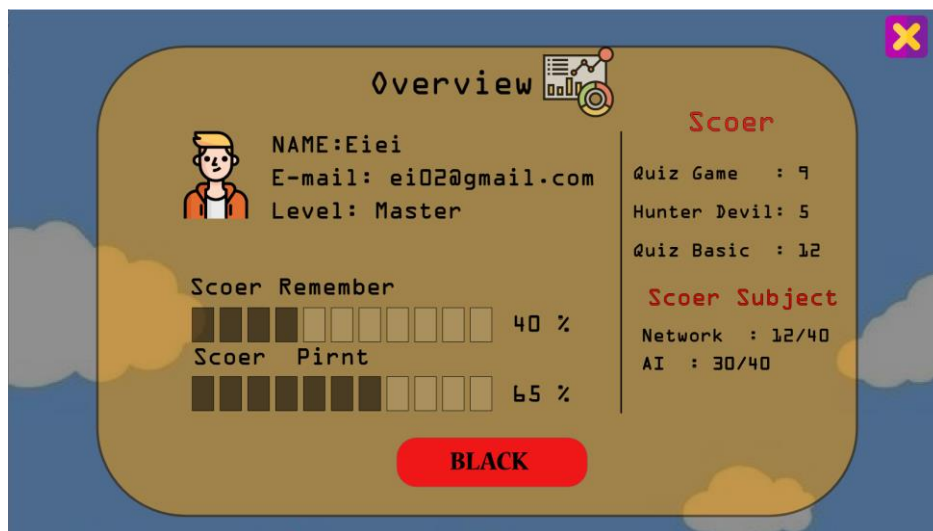 Overview
NAME:Eiei
E-mail: ei02@gmail.com
Level: Master
Scoer Remember
40 %
Scoer Pirnt
65 %
Scoer
Quiz Game : 9
Hunter Devil: 5
Quiz Basic : 12
Scoer Subject
Network : 12/40
AI : 30/40
BLACK